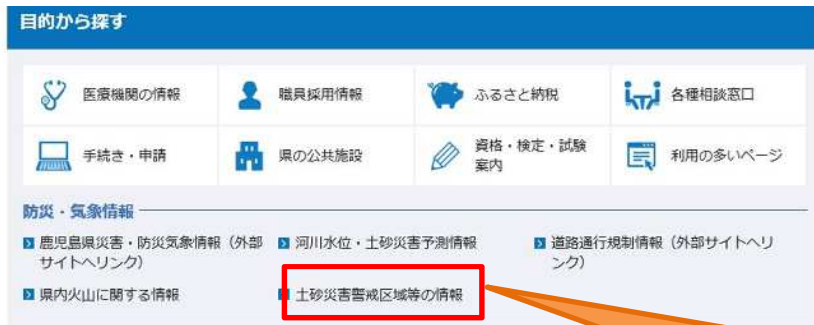 目的から探す
医療機関の情報
職員採用情報
ふるさと納税
各種相談窓口
手続き・申請
県の公共施設
資格・検定・試験
案内
利用の多いページ
防災・気象情報
鹿児島県災害・防災気象情報（外部
サイトへリンク）
河川水位・土砂災害予測情報
道路通行規制情報（外部サイトへリ
ンク）
県内火山に関する情報
土砂災害警戒区域等の情報